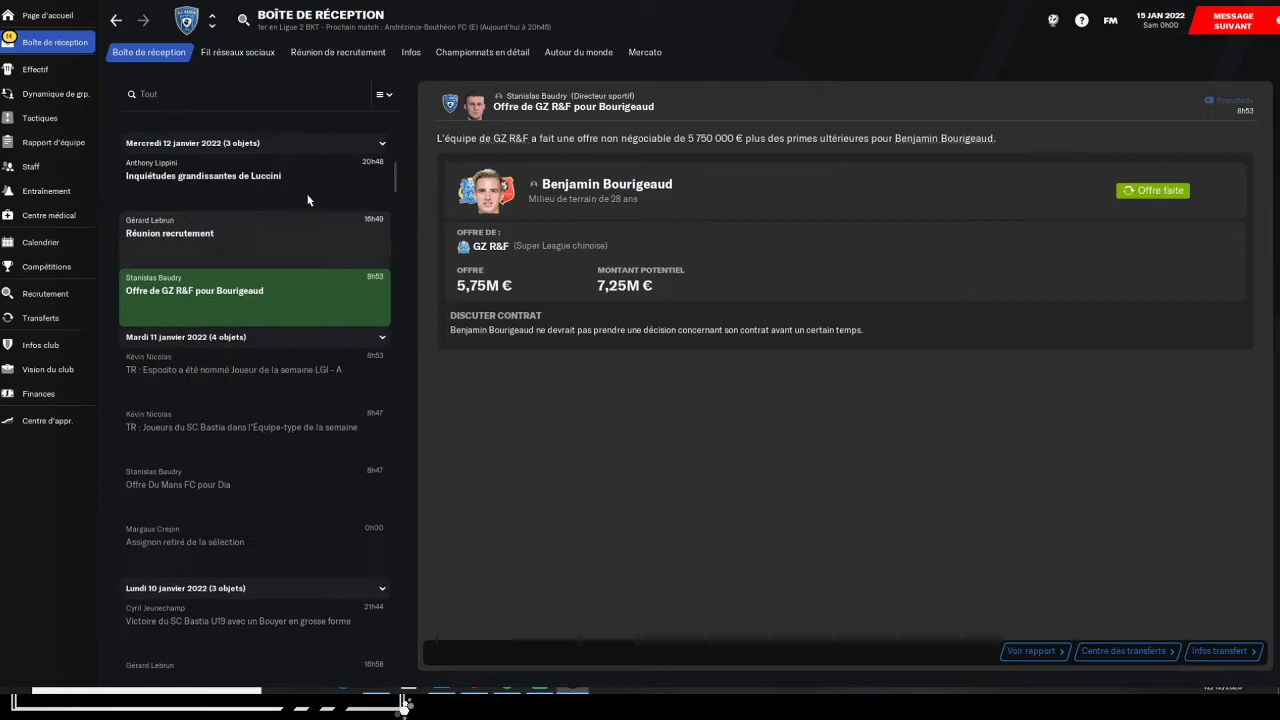 Page d'accueil
14
Boîte de réception
Effectif
Dynamique de grp.
Tactiques
Rapport d'équipe
Staff
Entraînement
Centre médical
Calendrier
Compétitions
Recrutement
Transferts
Infos club
Vision du club
Finances
Centre d'appr.
BOÎTE DE RÉCEPTION
1er en Ligue 2 BKT - Prochain match : Andrézieux-Bouthéon FC (E) (Aujourd'hui à 20h45)
FM
15 JAN 2022
Sam 0h00
MESSAGE
SUIVANT
Boîte de réception
Fil réseaux sociaux
Réunion de recrutement
Infos
Championnats en détail
Autour du monde
Mercato
Tout
Mercredi 12 janvier 2022 (3 objets)
Anthony Lippini
20h48
Inquiétudes grandissantes de Luccini
Gérard Lebrun
16h49
Réunion recrutement
Stanislas Baudry
8h53
Offre de GZ R&F pour Bourigeaud
Mardi 11 janvier 2022 (4 objets)
Kévin Nicolas
8h53
TR : Esposito a été nommé Joueur de la semaine LGI - A
Kévin Nicolas
8h47
TR : Joueurs du SC Bastia dans l'Équipe-type de la semaine
Stanislas Baudry
8h47
Offre Du Mans FC pour Dia
Margaux Crepin
0h00
Assignon retiré de la sélection
Lundi 10 janvier 2022 (3 objets)
Cyril Jeunechamp
21h44
Victoire du SC Bastia U19 avec un Bouyer en grosse forme
Gérard Lebrun
16h58
Stanislas Baudry (Directeur sportif)
Offre de GZ R&F pour Bourigeaud
Transferts
8h53
L'équipe de GZ R&F a fait une offre non négociable de 5 750 000 € plus des primes ultérieures pour Benjamin Bourigeaud.
Benjamin Bourigeaud
Milieu de terrain de 28 ans
Offre faite
OFFRE DE :
GZ R&F (Super League chinoise)
OFFRE
MONTANT POTENTIEL
5,75M €
7,25M €
DISCUTER CONTRAT
Benjamin Bourigeaud ne devrait pas prendre une décision concernant son contrat avant un certain temps.
Voir rapport
Centre des transferts
Infos transfert